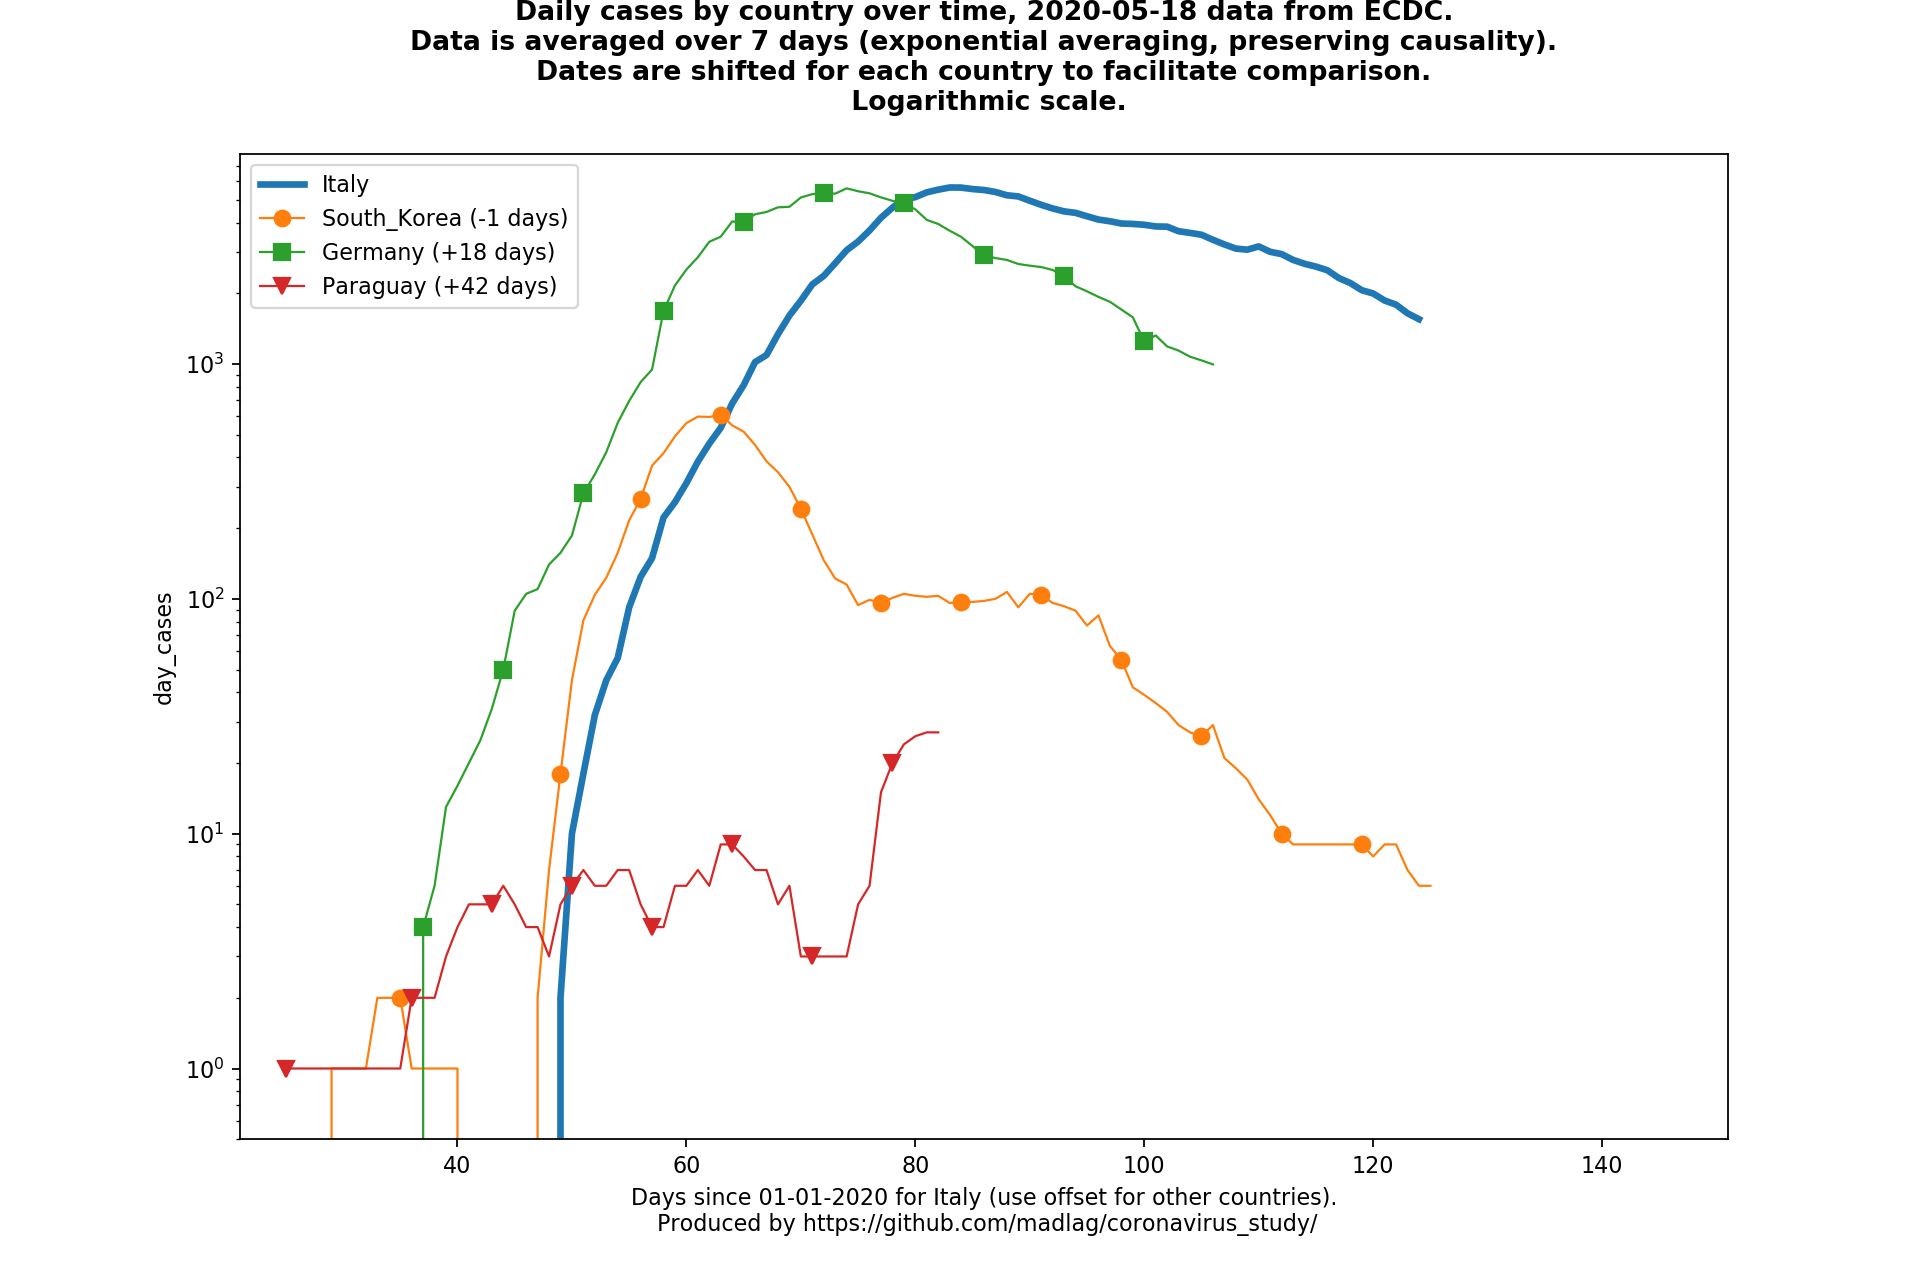 Daily cases by country over time, 2020-05-18 data from ECDC.
Data is averaged over 7 days (exponential averaging, preserving causality).
Dates are shifted for each country to facilitate comparison.
Logarithmic scale.
Italy
South_Korea (-1 days)
Germany (+18 days)
Paraguay (+42 days)
day_cases
10³
10²
10¹
10⁰
40 60 80 100 120 140
Days since 01-01-2020 for Italy (use offset for other countries).
Produced by https://github.com/madlag/coronavirus_study/